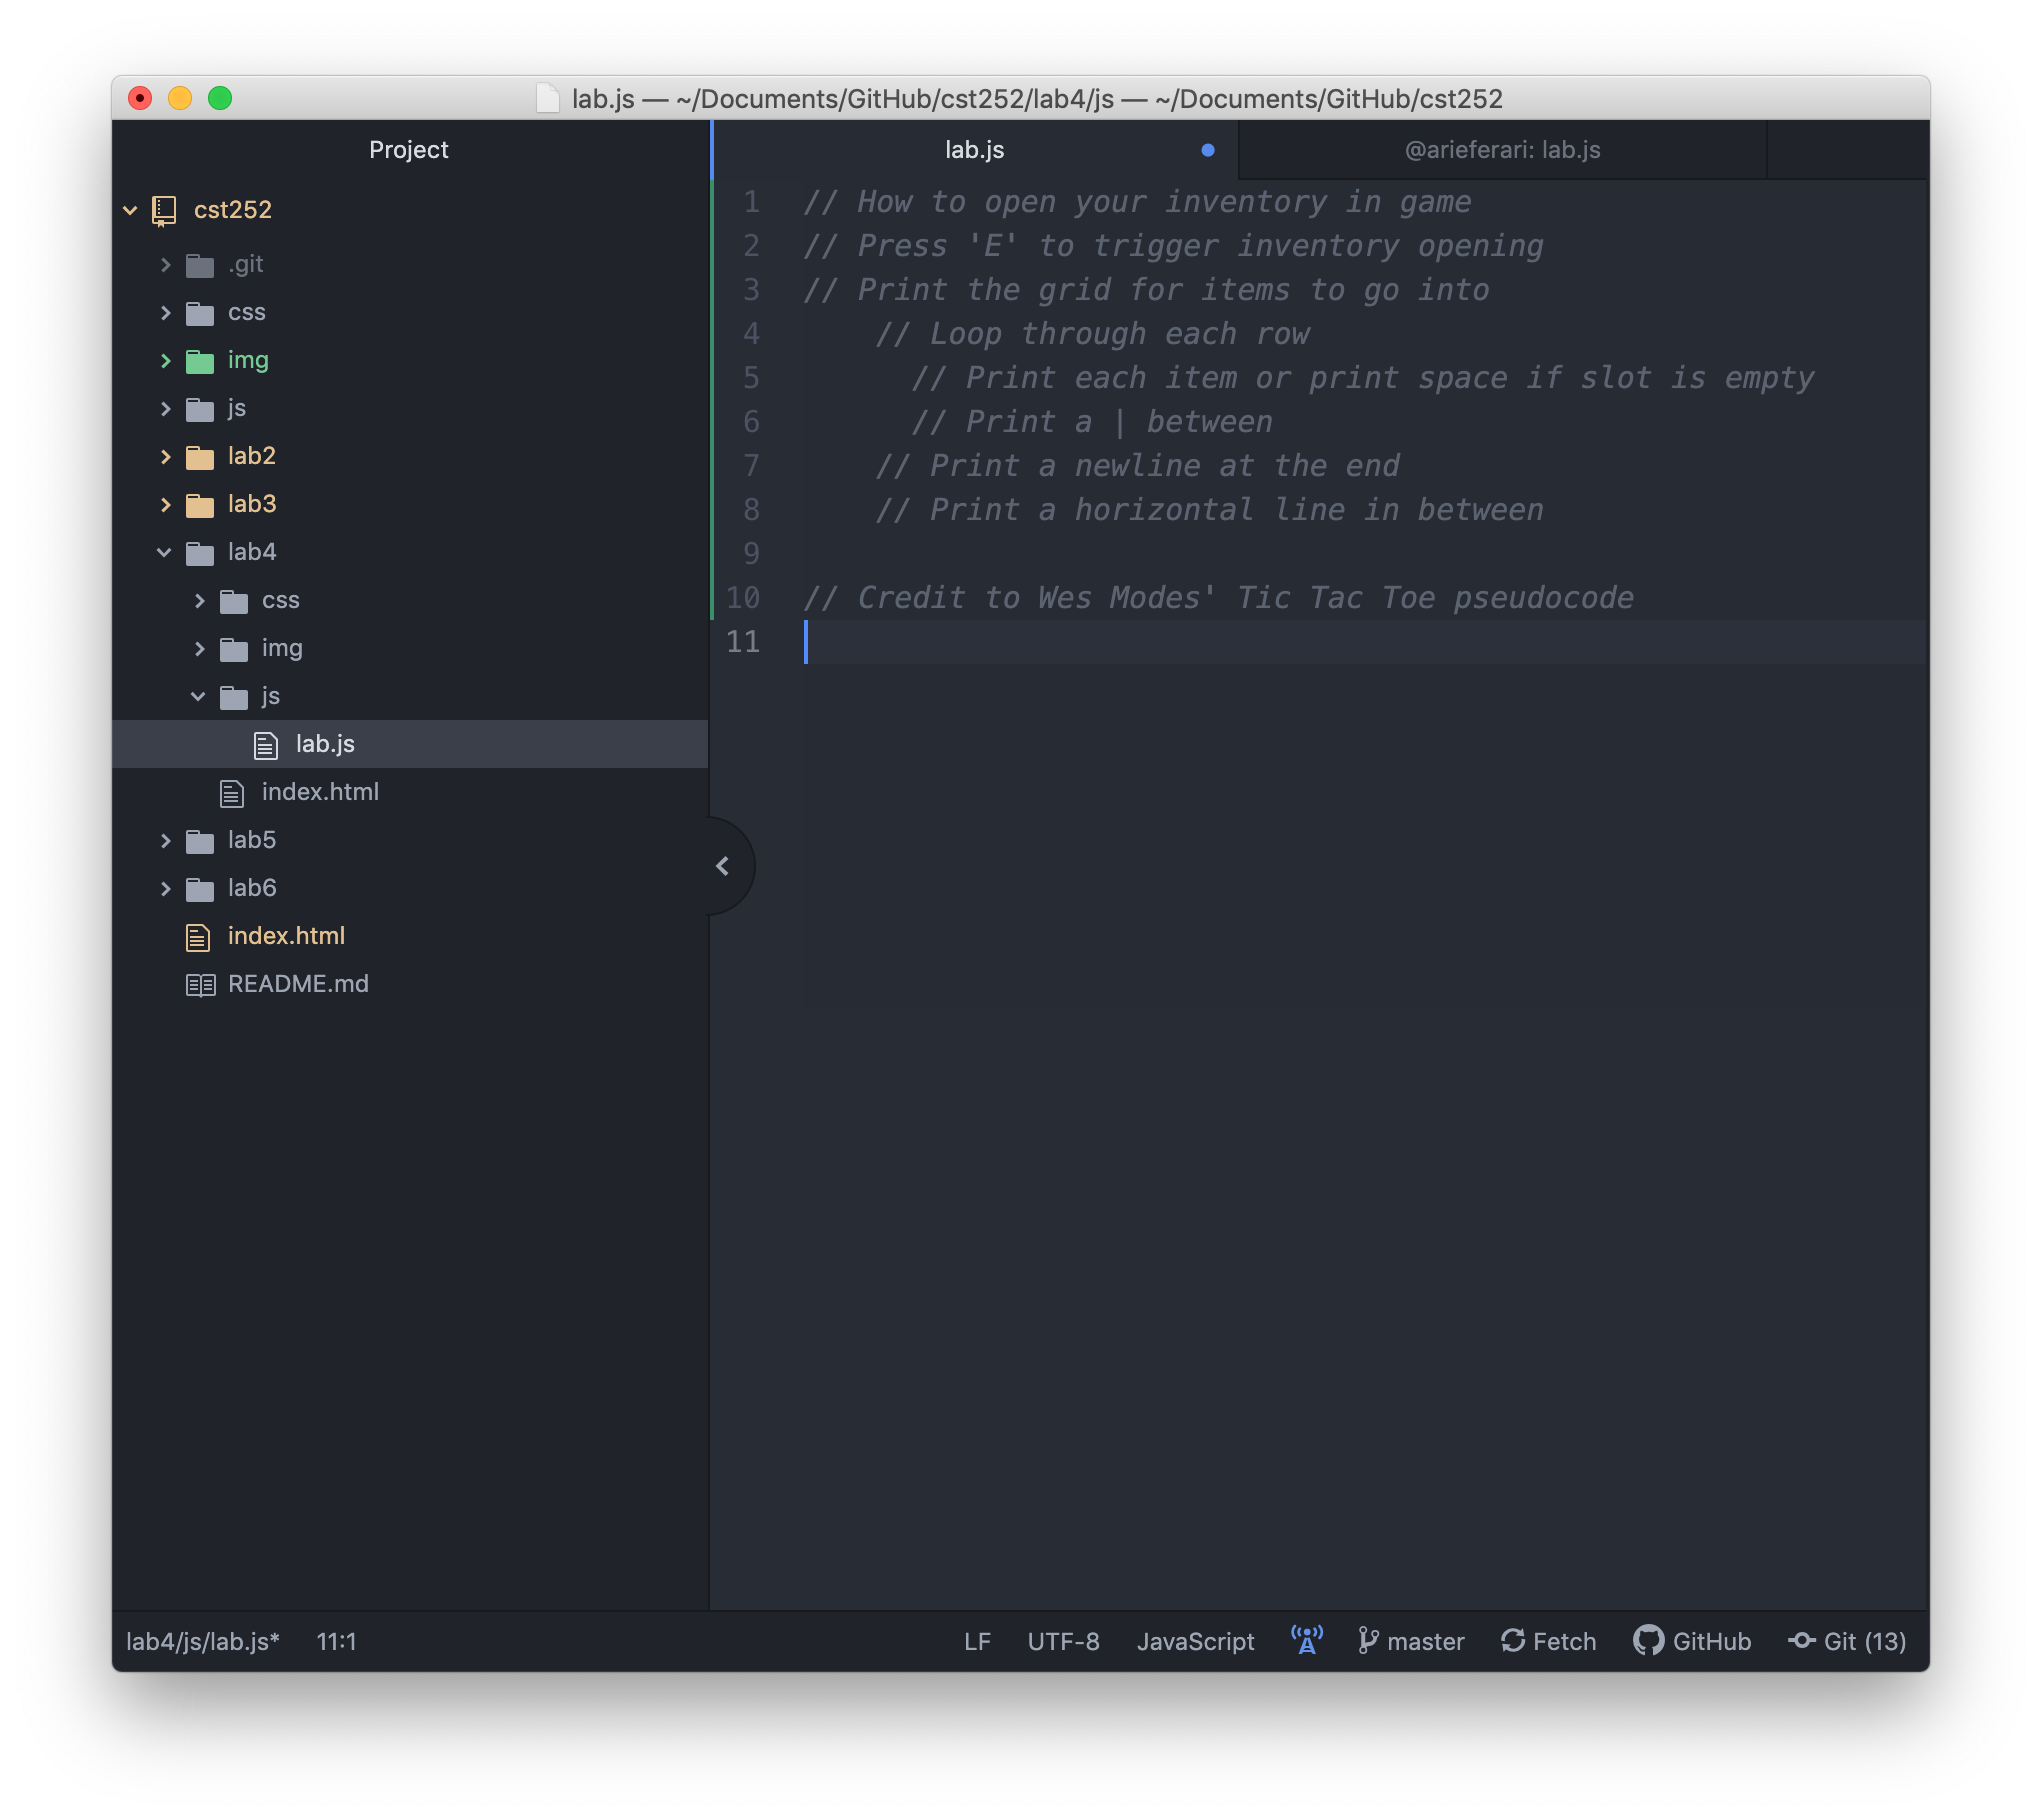 lab.js — ~/Documents/GitHub/cst252/lab4/js — ~/Documents/GitHub/cst252
Project
cst252
.git
css
img
js
lab2
lab3
lab4
css
img
js
lab.js
index.html
lab5
lab6
index.html
README.md
lab.js
@arieferari: lab.js
1 // How to open your inventory in game
2 // Press 'E' to trigger inventory opening
3 // Print the grid for items to go into
4     // Loop through each row
5       // Print each item or print space if slot is empty
6       // Print a | between
7     // Print a newline at the end
8     // Print a horizontal line in between
9
10 // Credit to Wes Modes' Tic Tac Toe pseudocode
11
lab4/js/lab.js* 11:1 LF UTF-8 JavaScript master Fetch GitHub Git (13)